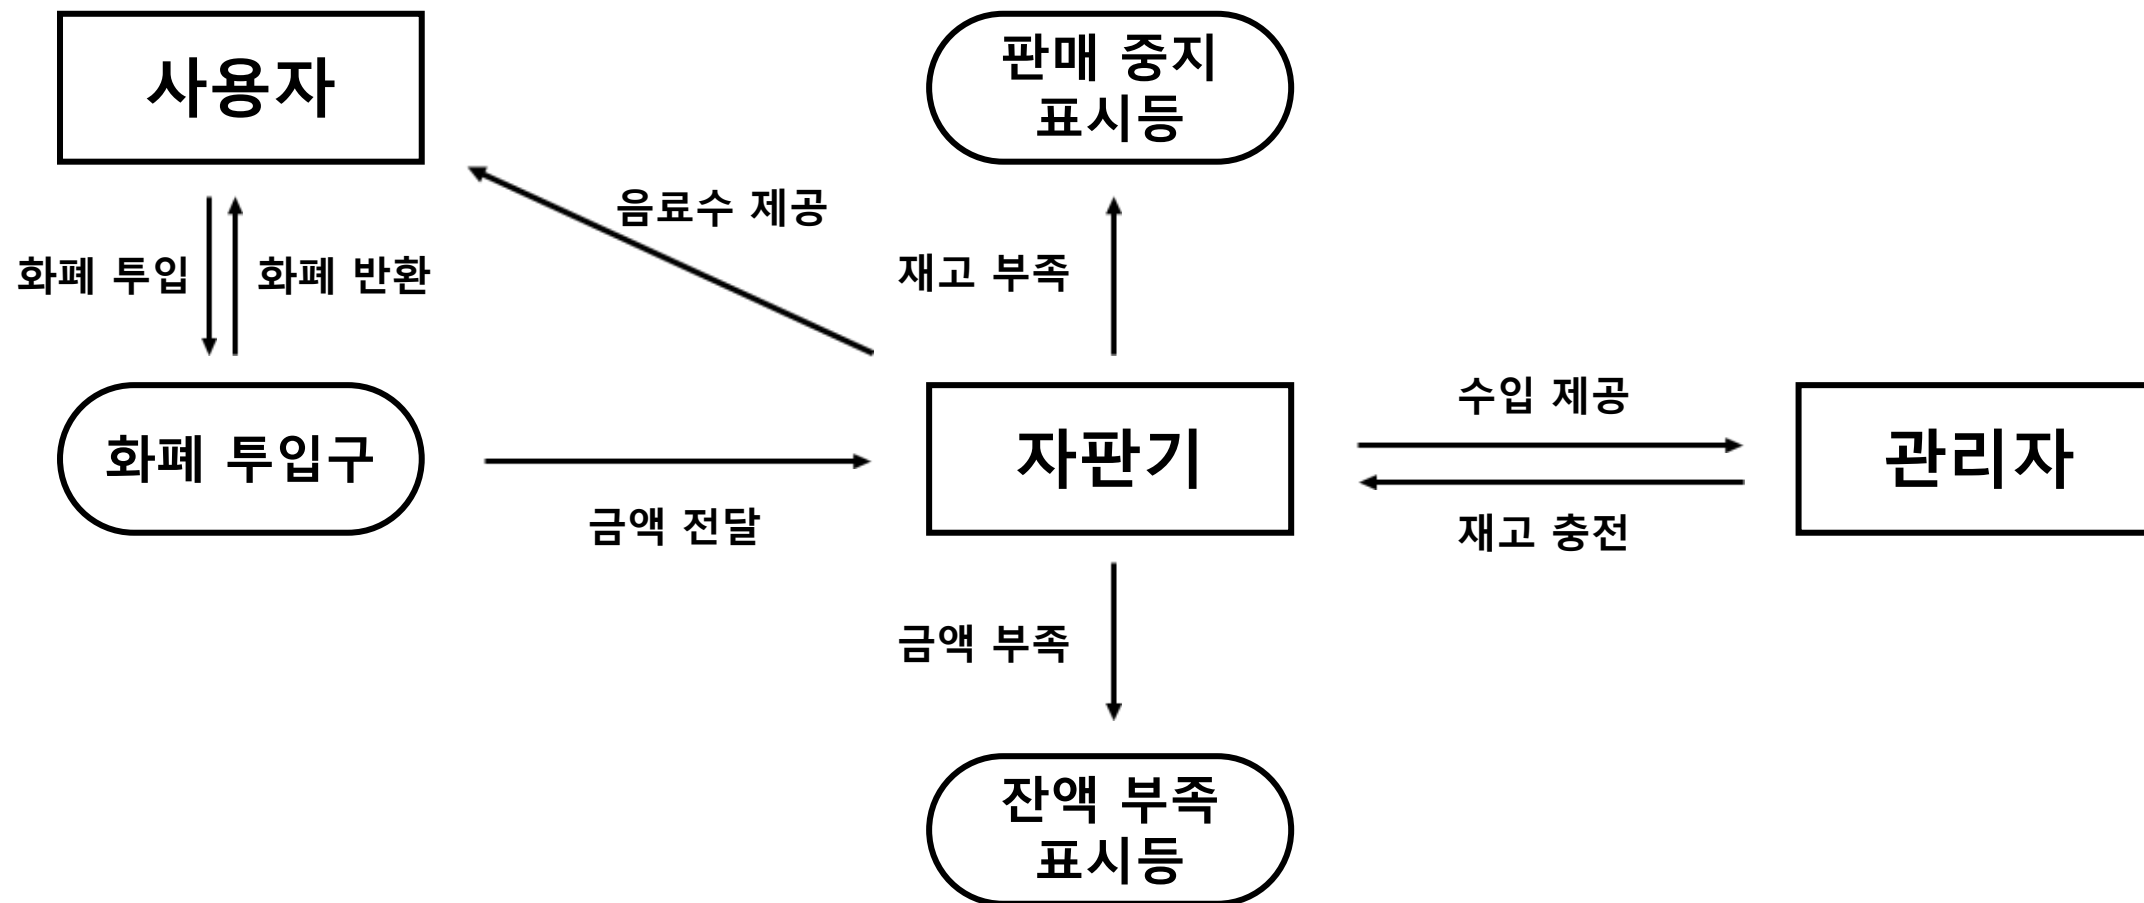 사용자
판매 중지
표시등
음료수 제공
화폐 투입
화폐 반환
재고 부족
화폐 투입구
금액 전달
자판기
수입 제공
재고 충전
관리자
금액 부족
잔액 부족
표시등